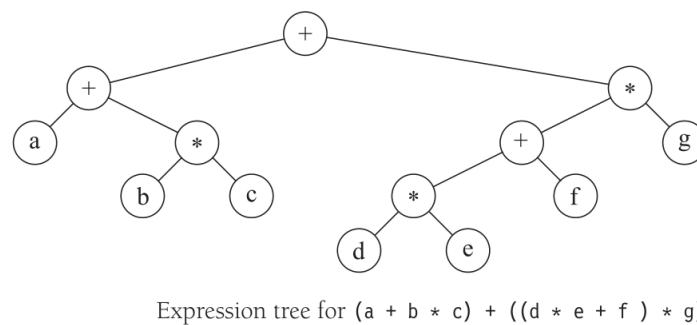 +
+ *
a * + g
b c * f
d e
Expression tree for (a + b * c) + ((d * e + f ) * g)